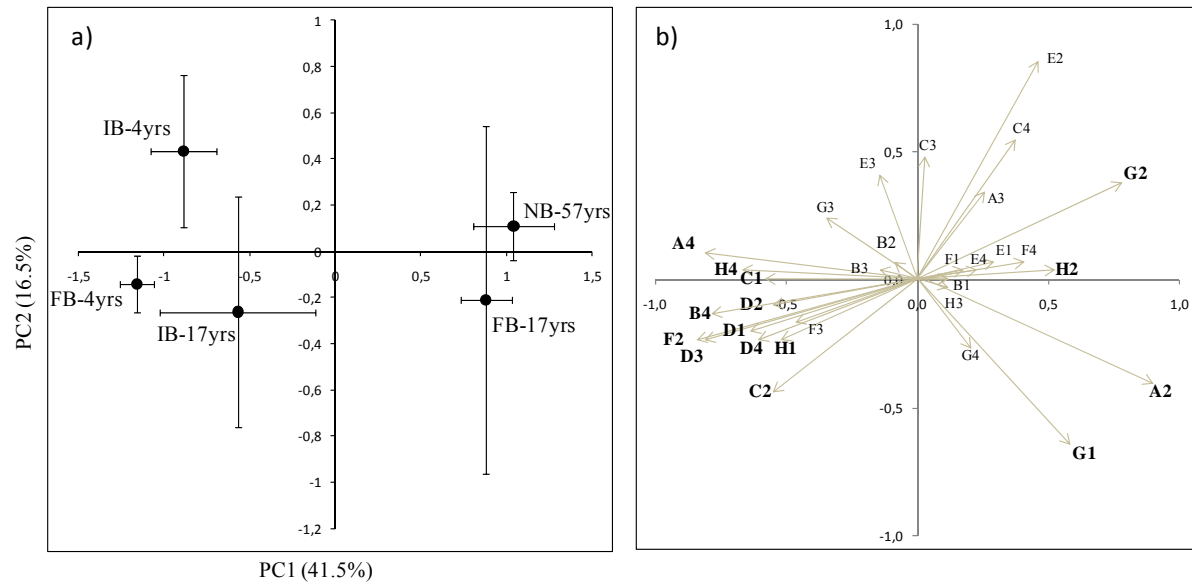 a)
1
0,8
0,6
0,4
0,2
0
-0,2
-0,4
-0,6
-0,8
-1
-1,2
-1,5
-1
-0,5
0
0,5
1
1,5
IB-4yrs
NB-57yrs
FB-4yrs
IB-17yrs
FB-17yrs
PC2 (16.5%)
PC1 (41.5%)
b)
1,0
0,5
0,0
-0,5
-1,0
-1,0
-0,5
0,5
1,0
E2
C4
C3
E3
G2
A3
G3
B2
A4
H4
B3
C1
F1
E4
E1
F4
H2
B1
H3
D2
B4
D1
F3
F2
D3
D4
H1
G4
C2
A2
G1